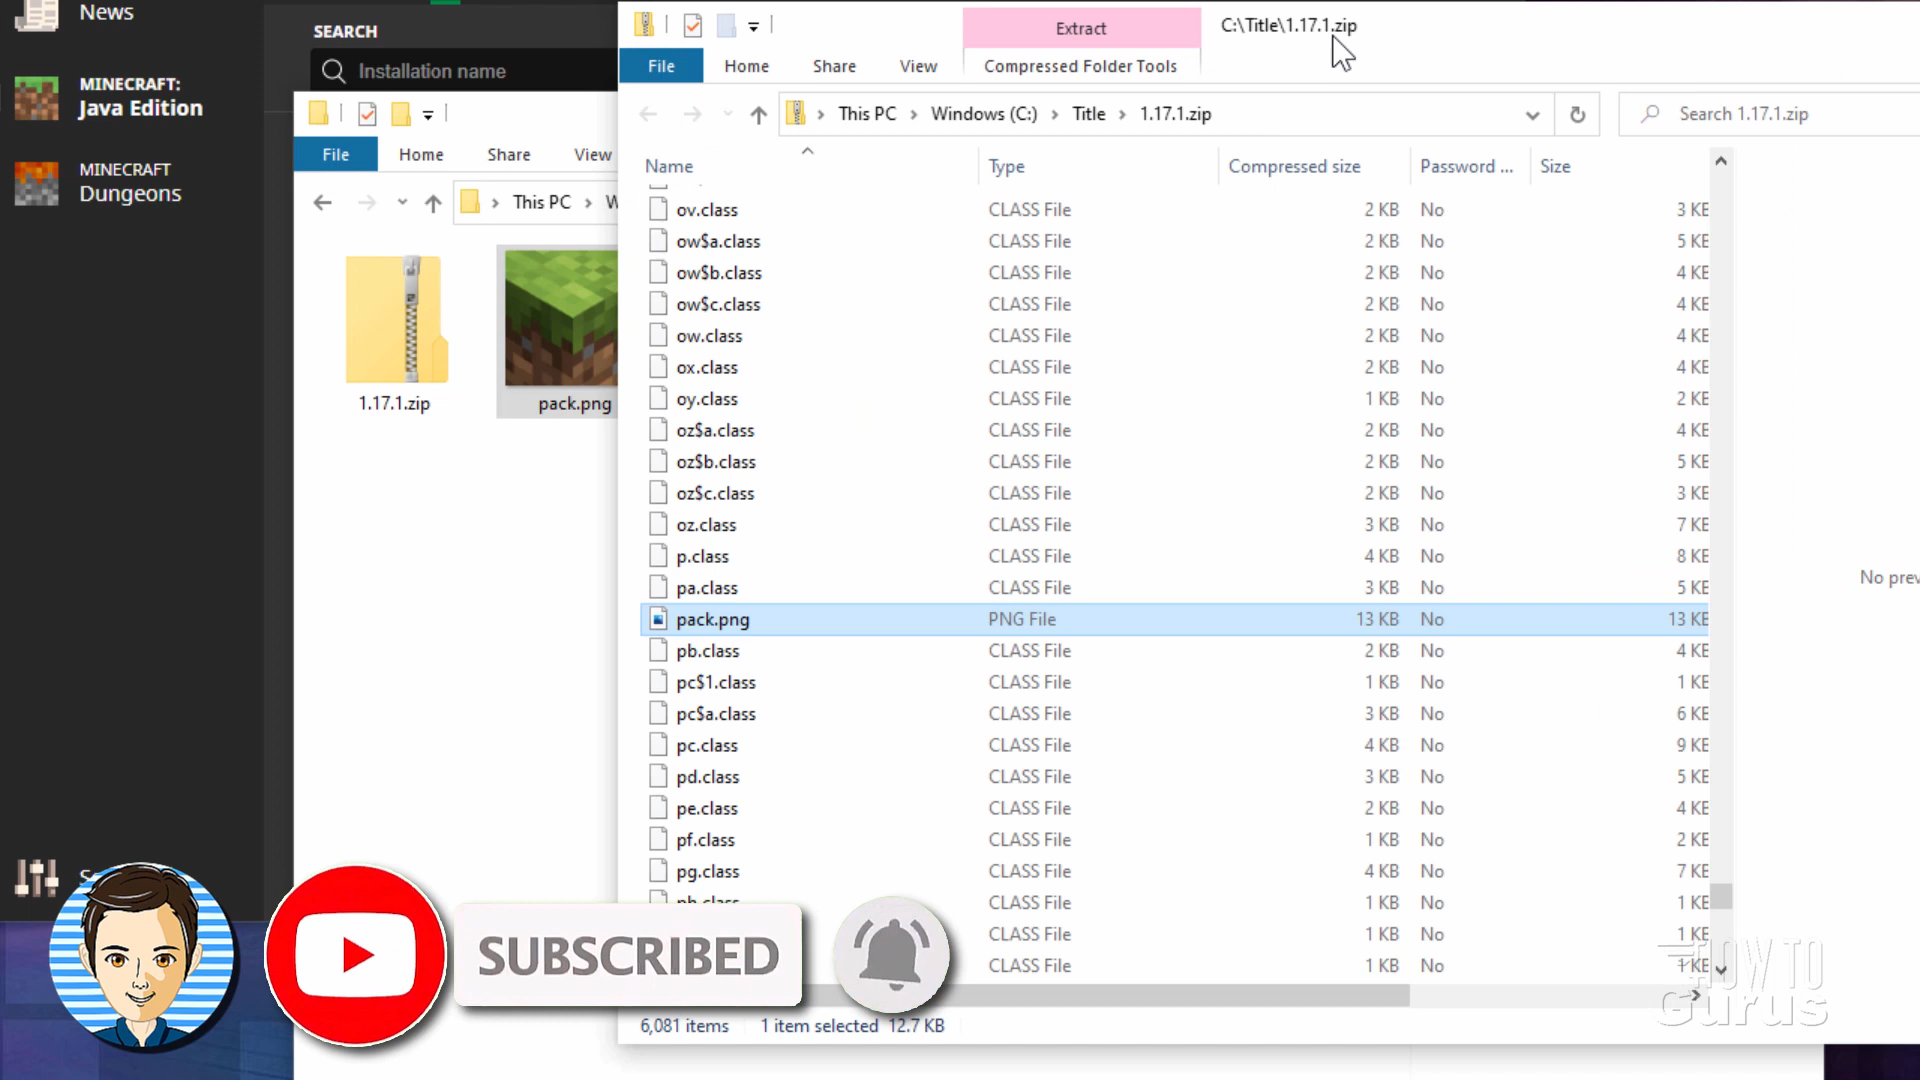 News
MINECRAFT:
Java Edition
MINECRAFT
Dungeons
SEARCH
Installation name
File
Home
Share
View
This PC
1.17.1.zip
pack.png
Extract
C:\Title\1.17.1.zip
File
Home
Share
View
Compressed Folder Tools
This PC > Windows (C:) > Title > 1.17.1.zip
Search 1.17.1.zip
Name Type Compressed size Password ... Size
ov.class CLASS File 2 KB No 3 KB
ow$a.class CLASS File 2 KB No 5 KB
ow$b.class CLASS File 2 KB No 4 KB
ow$c.class CLASS File 2 KB No 4 KB
ow.class CLASS File 2 KB No 4 KB
ox.class CLASS File 2 KB No 4 KB
oy.class CLASS File 1 KB No 2 KB
oz$a.class CLASS File 2 KB No 4 KB
oz$b.class CLASS File 2 KB No 5 KB
oz$c.class CLASS File 2 KB No 3 KB
oz.class CLASS File 3 KB No 7 KB
p.class CLASS File 4 KB No 8 KB
pa.class CLASS File 3 KB No 5 KB
pack.png PNG File 13 KB No 13 KB
pb.class CLASS File 2 KB No 4 KB
pc$1.class CLASS File 1 KB No 1 KB
pc$a.class CLASS File 3 KB No 6 KB
pc.class CLASS File 4 KB No 9 KB
pd.class CLASS File 3 KB No 5 KB
pe.class CLASS File 2 KB No 4 KB
pf.class CLASS File 1 KB No 2 KB
pg.class CLASS File 4 KB No 7 KB
ph.class CLASS File 1 KB No 1 KB
CLASS File 1 KB No 1 KB
CLASS File 1 KB No 1 KB
No prev
6,081 items 1 item selected 12.7 KB
SUBSCRIBED
HOW TO
Gurus